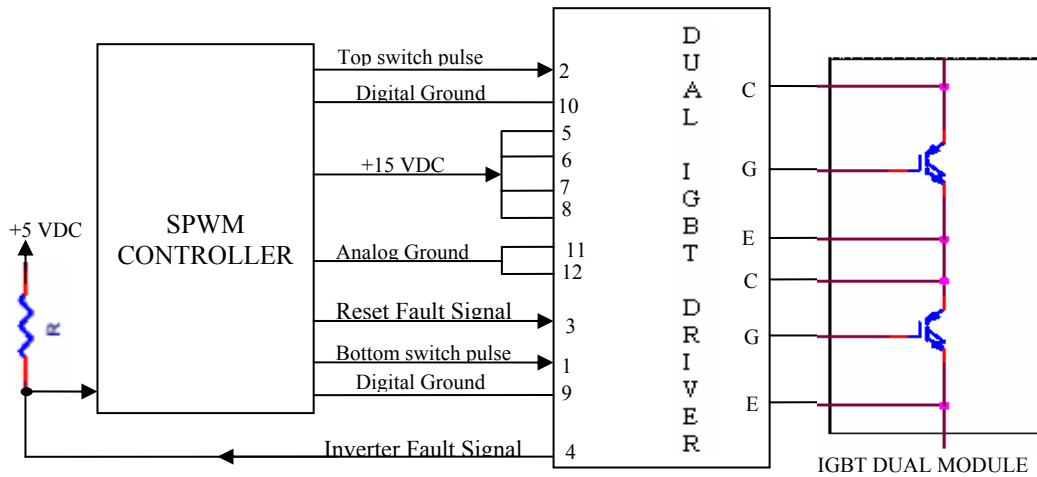 Top switch pulse
2
Digital Ground
10
5
6
+15 VDC
7
8
+5 VDC
SPWM
CONTROLLER
Analog Ground
11
12
R
Reset Fault Signal
3
Bottom switch pulse
1
Digital Ground
9
Inverter Fault Signal
4
DUAL IGBT DRIVER
C
G
E
C
G
E
IGBT DUAL MODULE